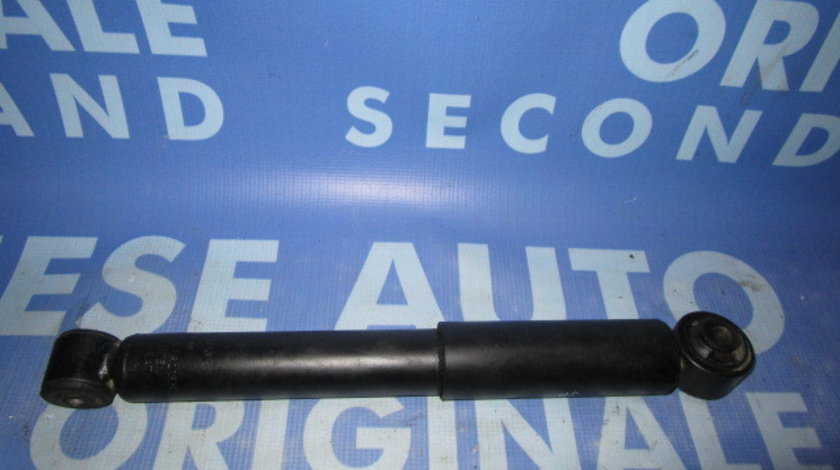 ALE ORI
AND SECOND
ESE AUTO
ORIGINALE